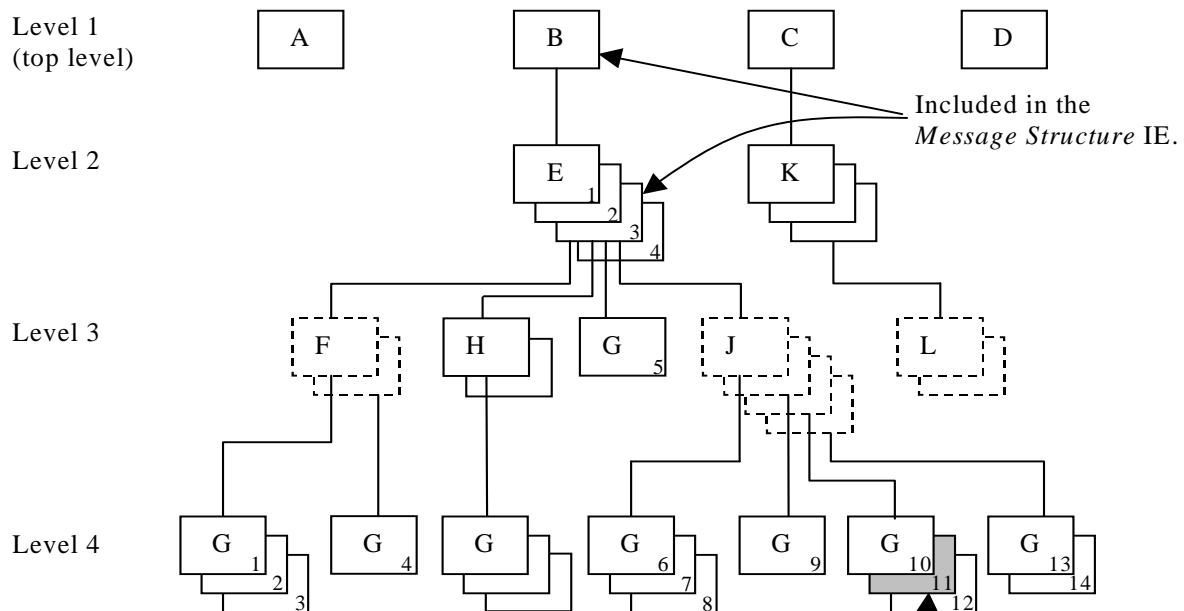 Level 1 A B C D
(top level)
Included in the
Message Structure IE.
Level 2 E K
1
2
3
4
Level 3 F H G J L
5
Level 4 G G G G G G G
1 4 6 9 10 13
2 7 11 14
3 8 12